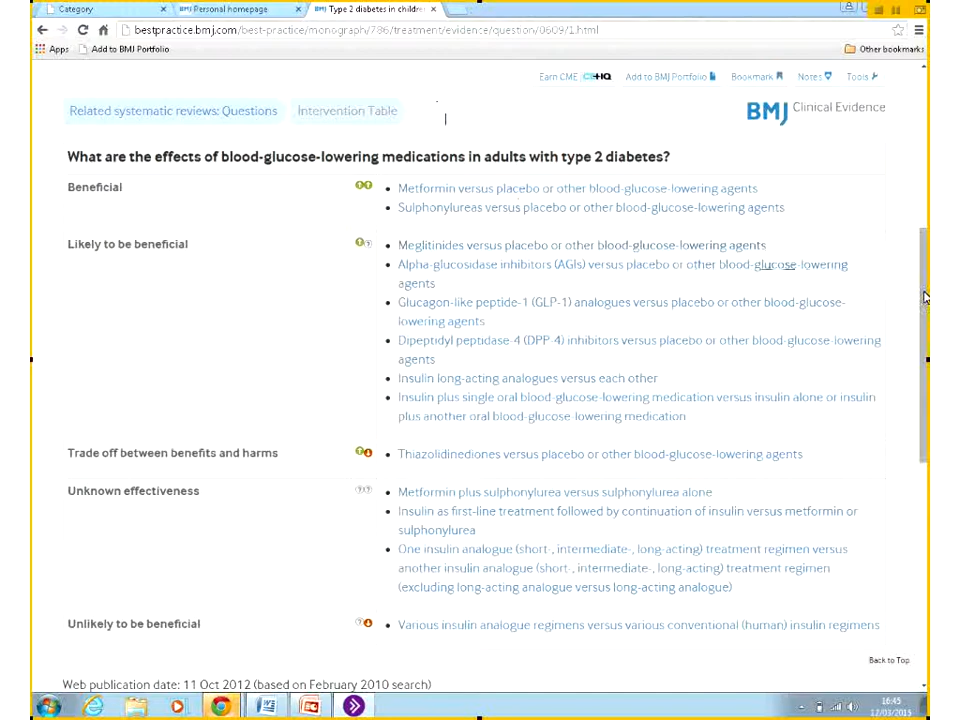 Category
Personal homepage
Type 2 diabetes in childre
bestpractice.bmj.com/best-practice/monograph/786/treatment/evidence/question/0609/1.html
Apps Add to BMJ Portfolio Other bookmarks
Earn CME Add to BMJ Portfolio Bookmark Notes Tools
Related systematic reviews: Questions Intervention Table BMJ Clinical Evidence
What are the effects of blood-glucose-lowering medications in adults with type 2 diabetes?
Beneficial
• Metformin versus placebo or other blood-glucose-lowering agents
• Sulphonylureas versus placebo or other blood-glucose-lowering agents
Likely to be beneficial
• Meglitinides versus placebo or other blood-glucose-lowering agents
• Alpha-glucosidase inhibitors (AGIs) versus placebo or other blood-glucose-lowering
agents
• Glucagon-like peptide-1 (GLP-1) analogues versus placebo or other blood-glucose-
lowering agents
• Dipeptidyl peptidase-4 (DPP-4) inhibitors versus placebo or other blood-glucose-lowering
agents
• Insulin long-acting analogues versus each other
• Insulin plus single oral blood-glucose-lowering medication versus insulin alone or insulin
plus another oral blood-glucose-lowering medication
Trade off between benefits and harms
• Thiazolidinediones versus placebo or other blood-glucose-lowering agents
Unknown effectiveness
• Metformin plus sulphonylurea versus sulphonylurea alone
• Insulin as first-line treatment followed by continuation of insulin versus metformin or
sulphonylurea
• One insulin analogue (short-, intermediate-, long-acting) treatment regimen versus
another insulin analogue (short-, intermediate-, long-acting) treatment regimen
(excluding long-acting analogue versus long-acting analogue)
Unlikely to be beneficial
• Various insulin analogue regimens versus various conventional (human) insulin regimens
Back to Top
Web publication date: 11 Oct 2012 (based on February 2010 search)
16:45
12/03/2015